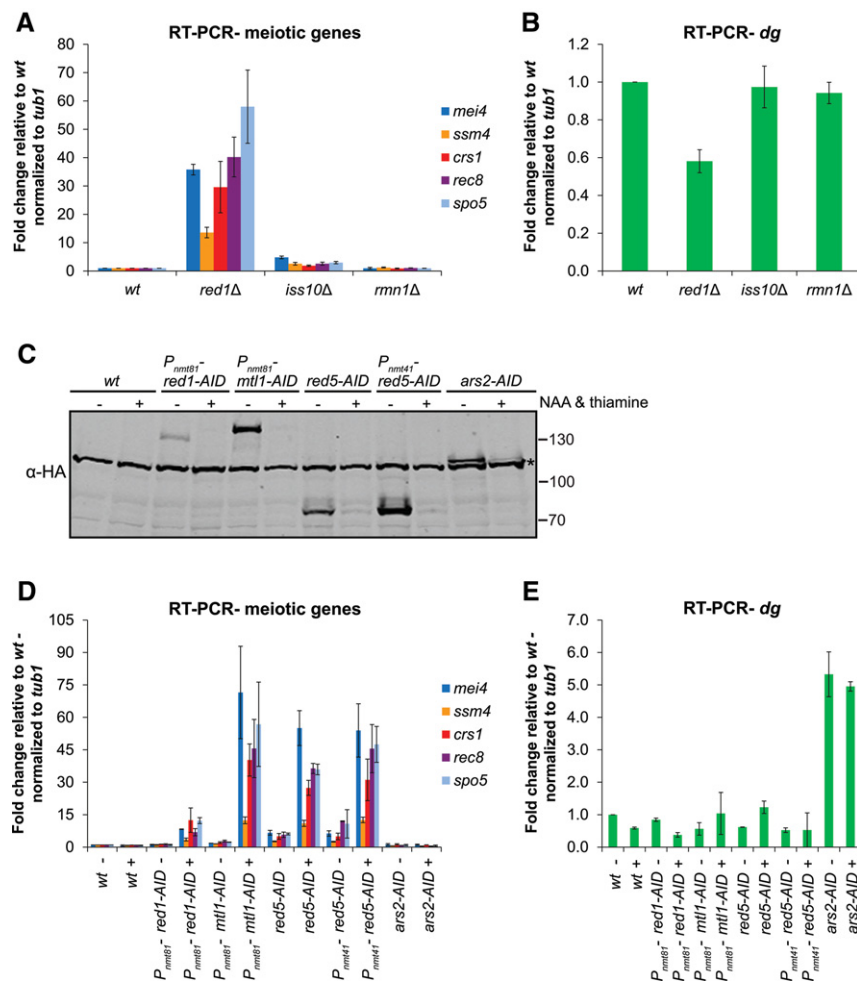 A
RT-PCR- meiotic genes
Fold change relative to wt
normalized to tub1
80
70
60
50
40
30
20
10
0
wt
red1Δ
iss10Δ
rmn1Δ
mei4
ssm4
crs1
rec8
spo5
B
RT-PCR- dg
Fold change relative to wt
normalized to tub1
1.2
1.0
0.8
0.6
0.4
0.2
0.0
wt
red1Δ
iss10Δ
rmn1Δ
C
wt
Pnmt81-
red1-AID
Pnmt81-
mtl1-AID
red5-AID
Pnmt41-
red5-AID
ars2-AID
- + - + - + - + - + - + NAA & thiamine
α-HA
-130
*
-100
-70
D
RT-PCR- meiotic genes
Fold change relative to wt -
normalized to tub1
105
90
75
60
45
30
15
0
wt -
wt +
Pnmt81- red1-AID -
Pnmt81- red1-AID +
Pnmt81- mtl1-AID -
Pnmt81- mtl1-AID +
red5-AID -
red5-AID +
Pnmt41- red5-AID -
Pnmt41- red5-AID +
ars2-AID -
ars2-AID +
mei4
ssm4
crs1
rec8
spo5
E
RT-PCR- dg
Fold change relative to wt -
normalized to tub1
7.0
6.0
5.0
4.0
3.0
2.0
1.0
0.0
wt -
wt +
Pnmt81- red1-AID -
Pnmt81- red1-AID +
Pnmt81- mtl1-AID -
Pnmt81- mtl1-AID +
red5-AID -
red5-AID +
Pnmt41- red5-AID -
Pnmt41- red5-AID +
ars2-AID -
ars2-AID +